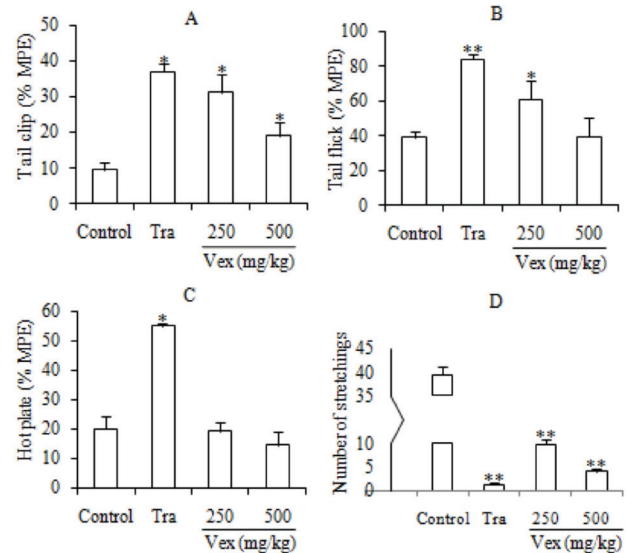 A
Tail clip (% MPE)
50
40
30
20
10
0
*
*
*
Control Tra 250 500
Vex (mg/kg)
B
Tail flick (% MPE)
100
80
60
40
20
0
**
*
Control Tra 250 500
Vex (mg/kg)
C
Hot plate (% MPE)
60
50
40
30
20
10
0
*
Control Tra 250 500
Vex (mg/kg)
D
Number of stretchings
45
40
35
10
5
0
**
**
**
Control Tra 250 500
Vex (mg/kg)